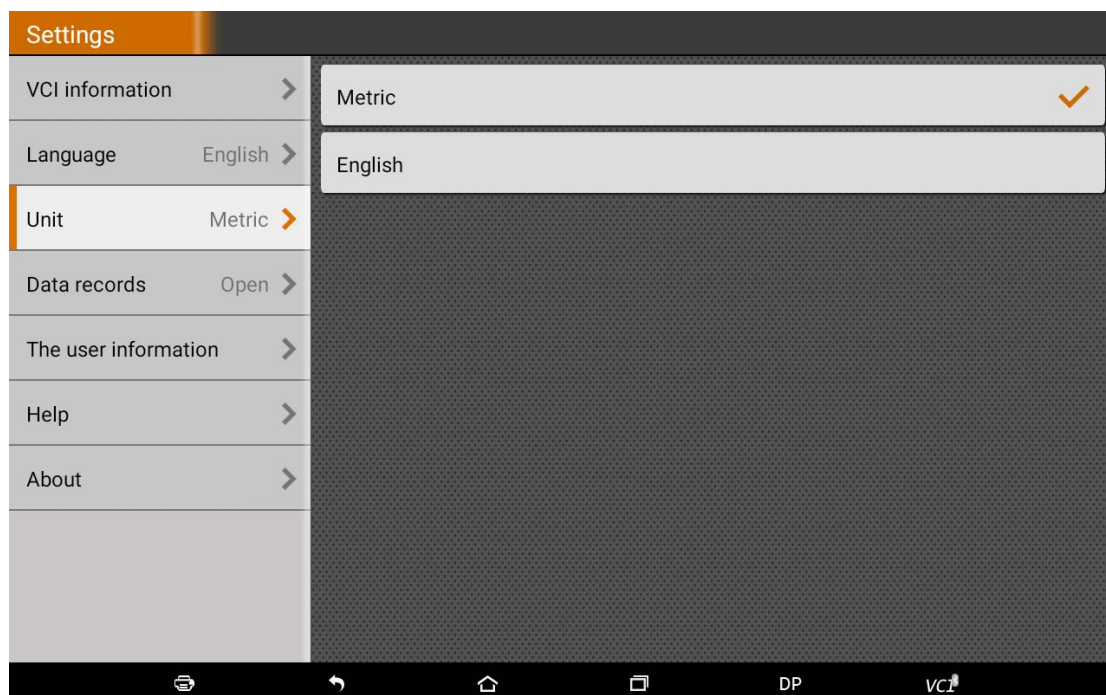 Settings
VCI information
Language English
Unit Metric
Data records Open
The user information
Help
About
Metric
English
DP
VCI